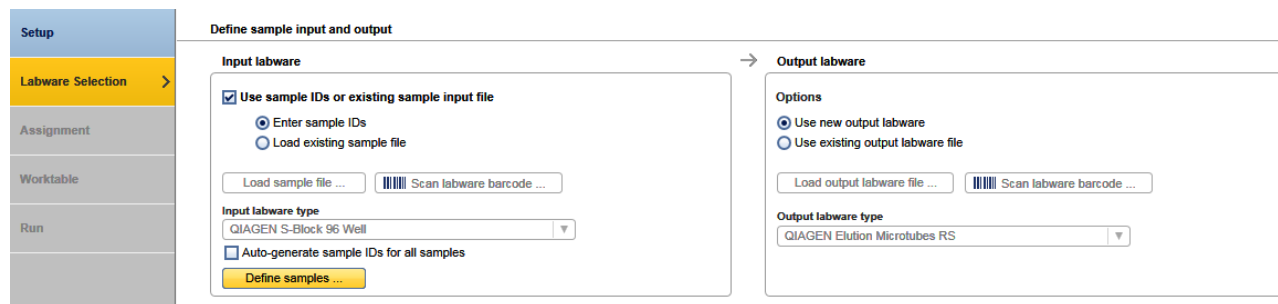 Setup
Labware Selection
Assignment
Worktable
Run
Define sample input and output
Input labware
Use sample IDs or existing sample input file
Enter sample IDs
Load existing sample file
Load sample file ...
Scan labware barcode ...
Input labware type
QIAGEN S-Block 96 Well
Auto-generate sample IDs for all samples
Define samples ...
Output labware
Options
Use new output labware
Use existing output labware file
Load output labware file ...
Scan labware barcode ...
Output labware type
QIAGEN Elution Microtubes RS